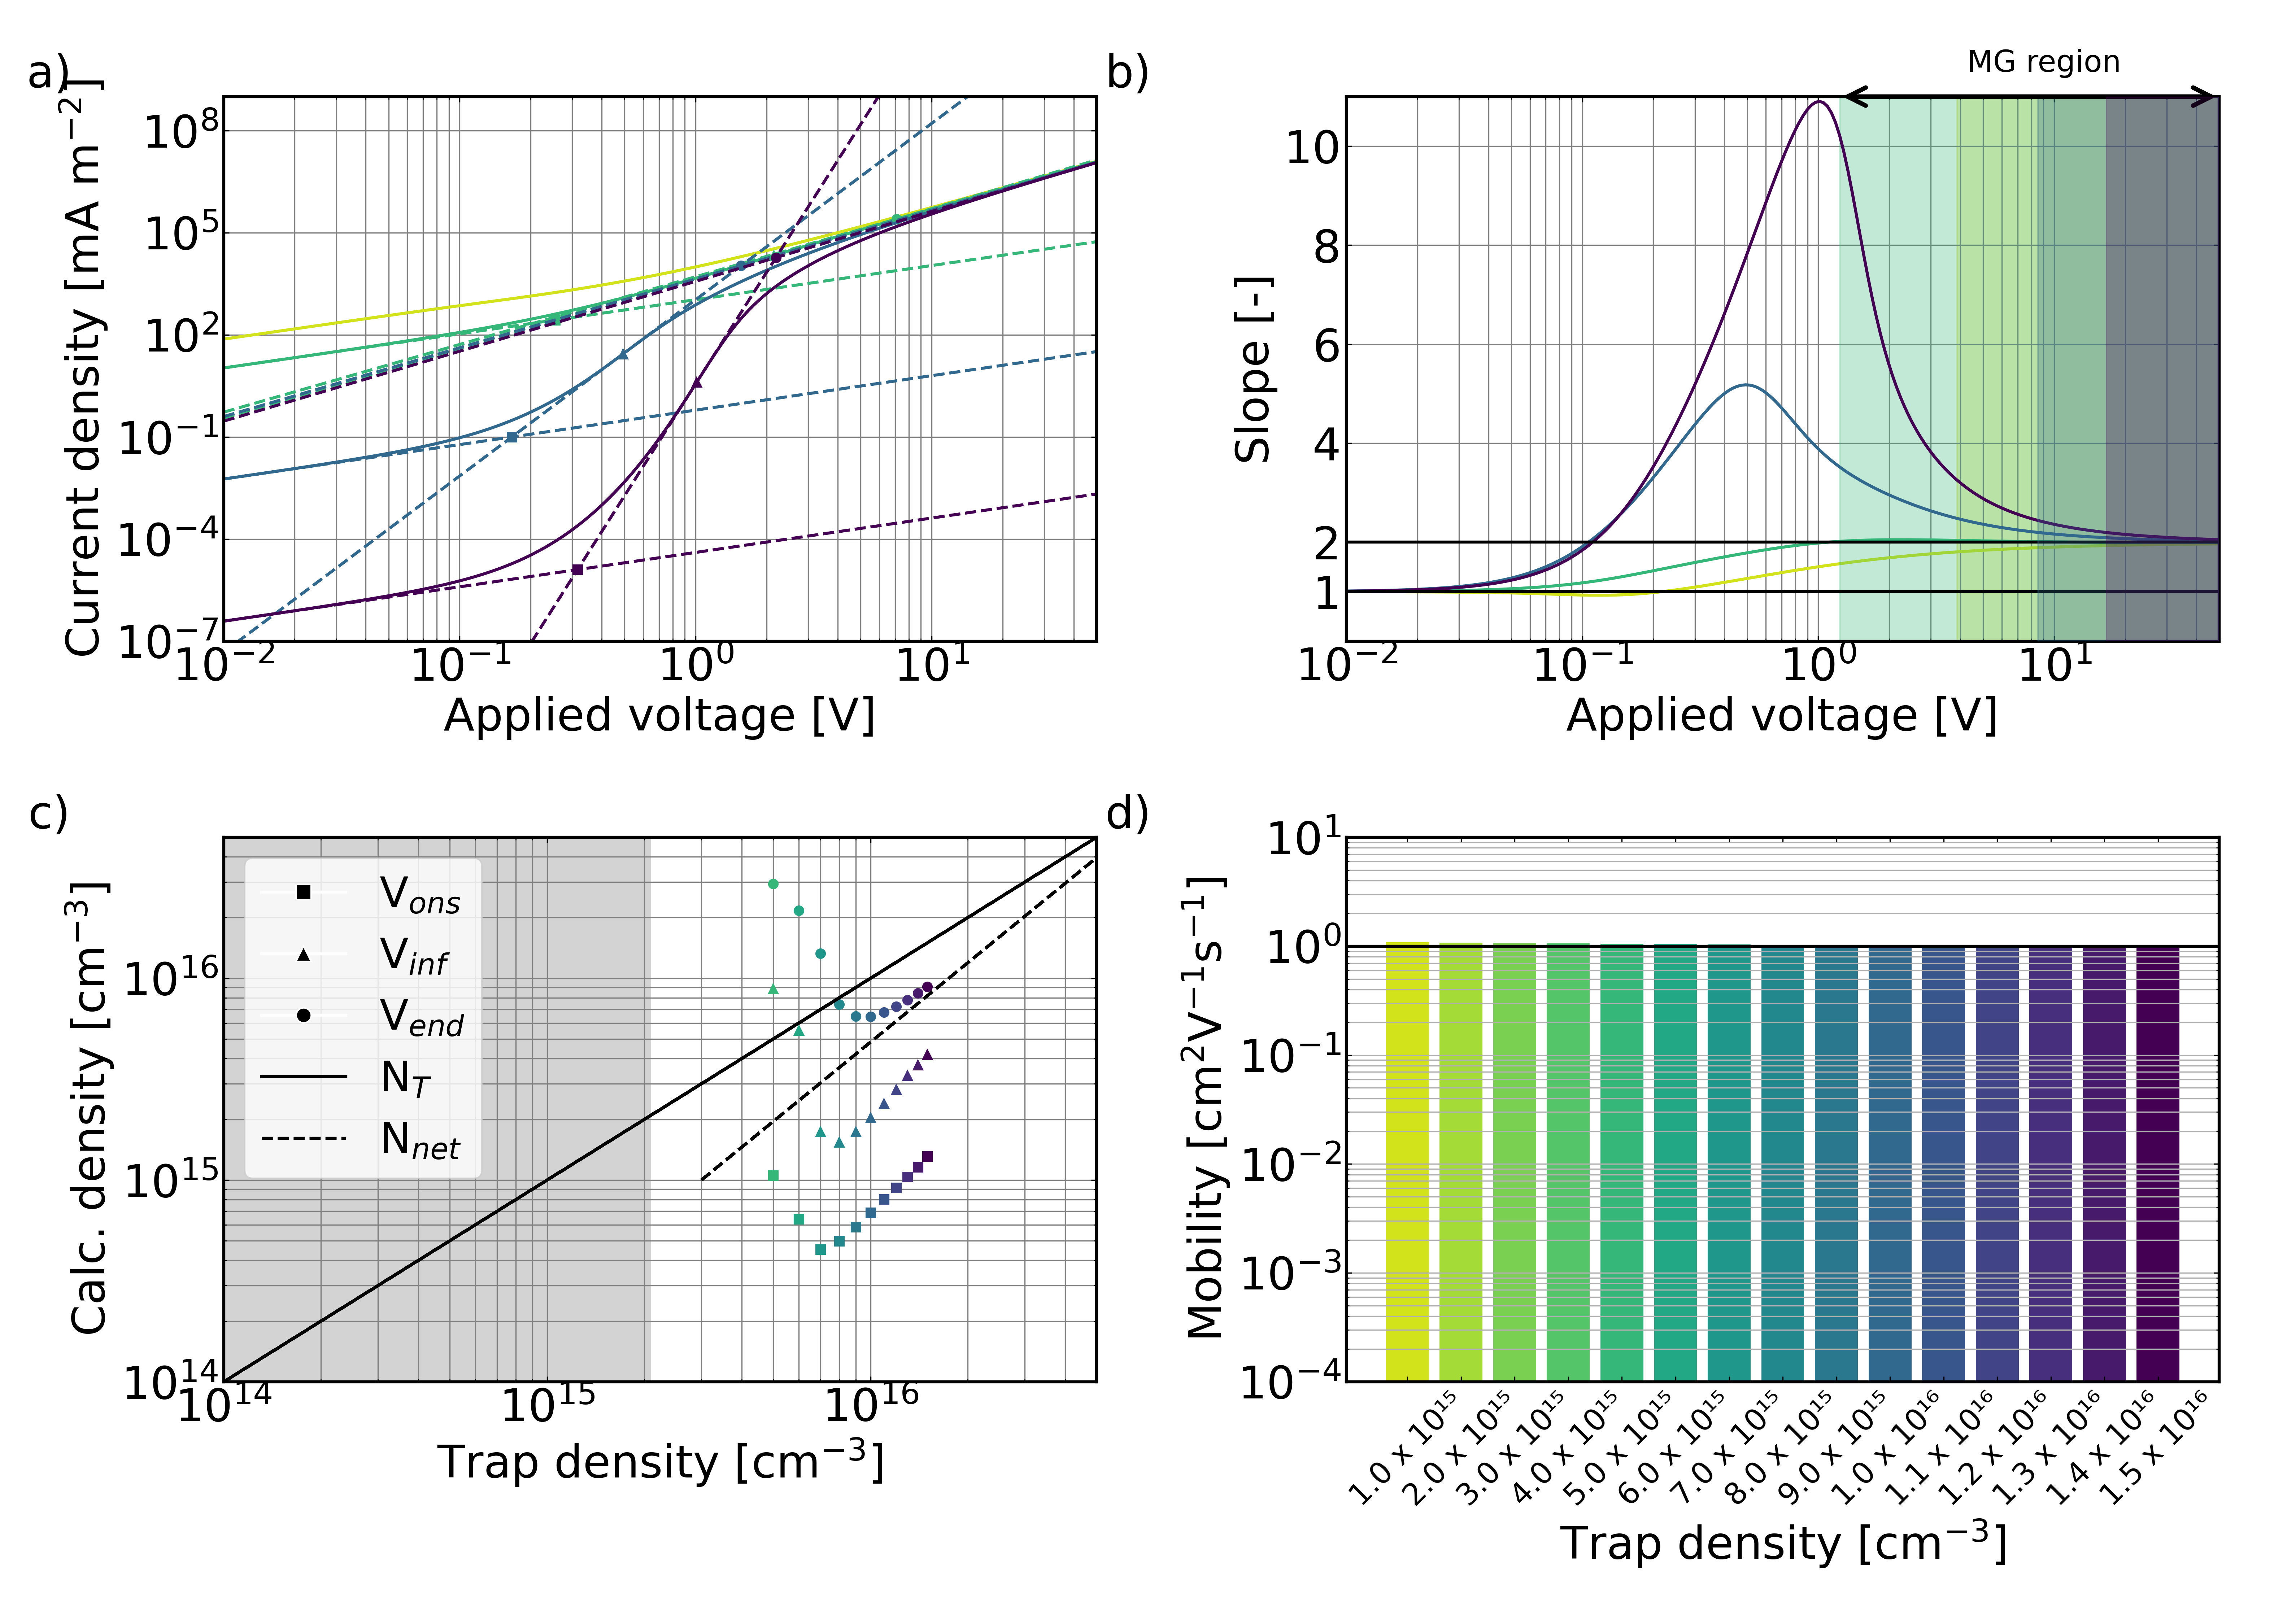 a)
Current density [mA m⁻²]
10⁸
10⁵
10²
10⁻¹
10⁻⁴
10⁻⁷
10⁻² 10⁻¹ 10⁰ 10¹
Applied voltage [V]
b)
MG region
Slope [-]
10
8
6
4
2
1
10⁻² 10⁻¹ 10⁰ 10¹
Applied voltage [V]
c)
Calc. density [cm⁻³]
10¹⁶
10¹⁵
10¹⁴
V_ons
V_inf
V_end
N_T
N_net
10¹⁴ 10¹⁵ 10¹⁶
Trap density [cm⁻³]
d)
Mobility [cm²V⁻¹s⁻¹]
10¹
10⁰
10⁻¹
10⁻²
10⁻³
10⁻⁴
1.0 x 10¹⁵
2.0 x 10¹⁵
3.0 x 10¹⁵
4.0 x 10¹⁵
5.0 x 10¹⁵
6.0 x 10¹⁵
7.0 x 10¹⁵
8.0 x 10¹⁵
9.0 x 10¹⁵
1.0 x 10¹⁶
1.1 x 10¹⁶
1.2 x 10¹⁶
1.3 x 10¹⁶
1.4 x 10¹⁶
1.5 x 10¹⁶
Trap density [cm⁻³]